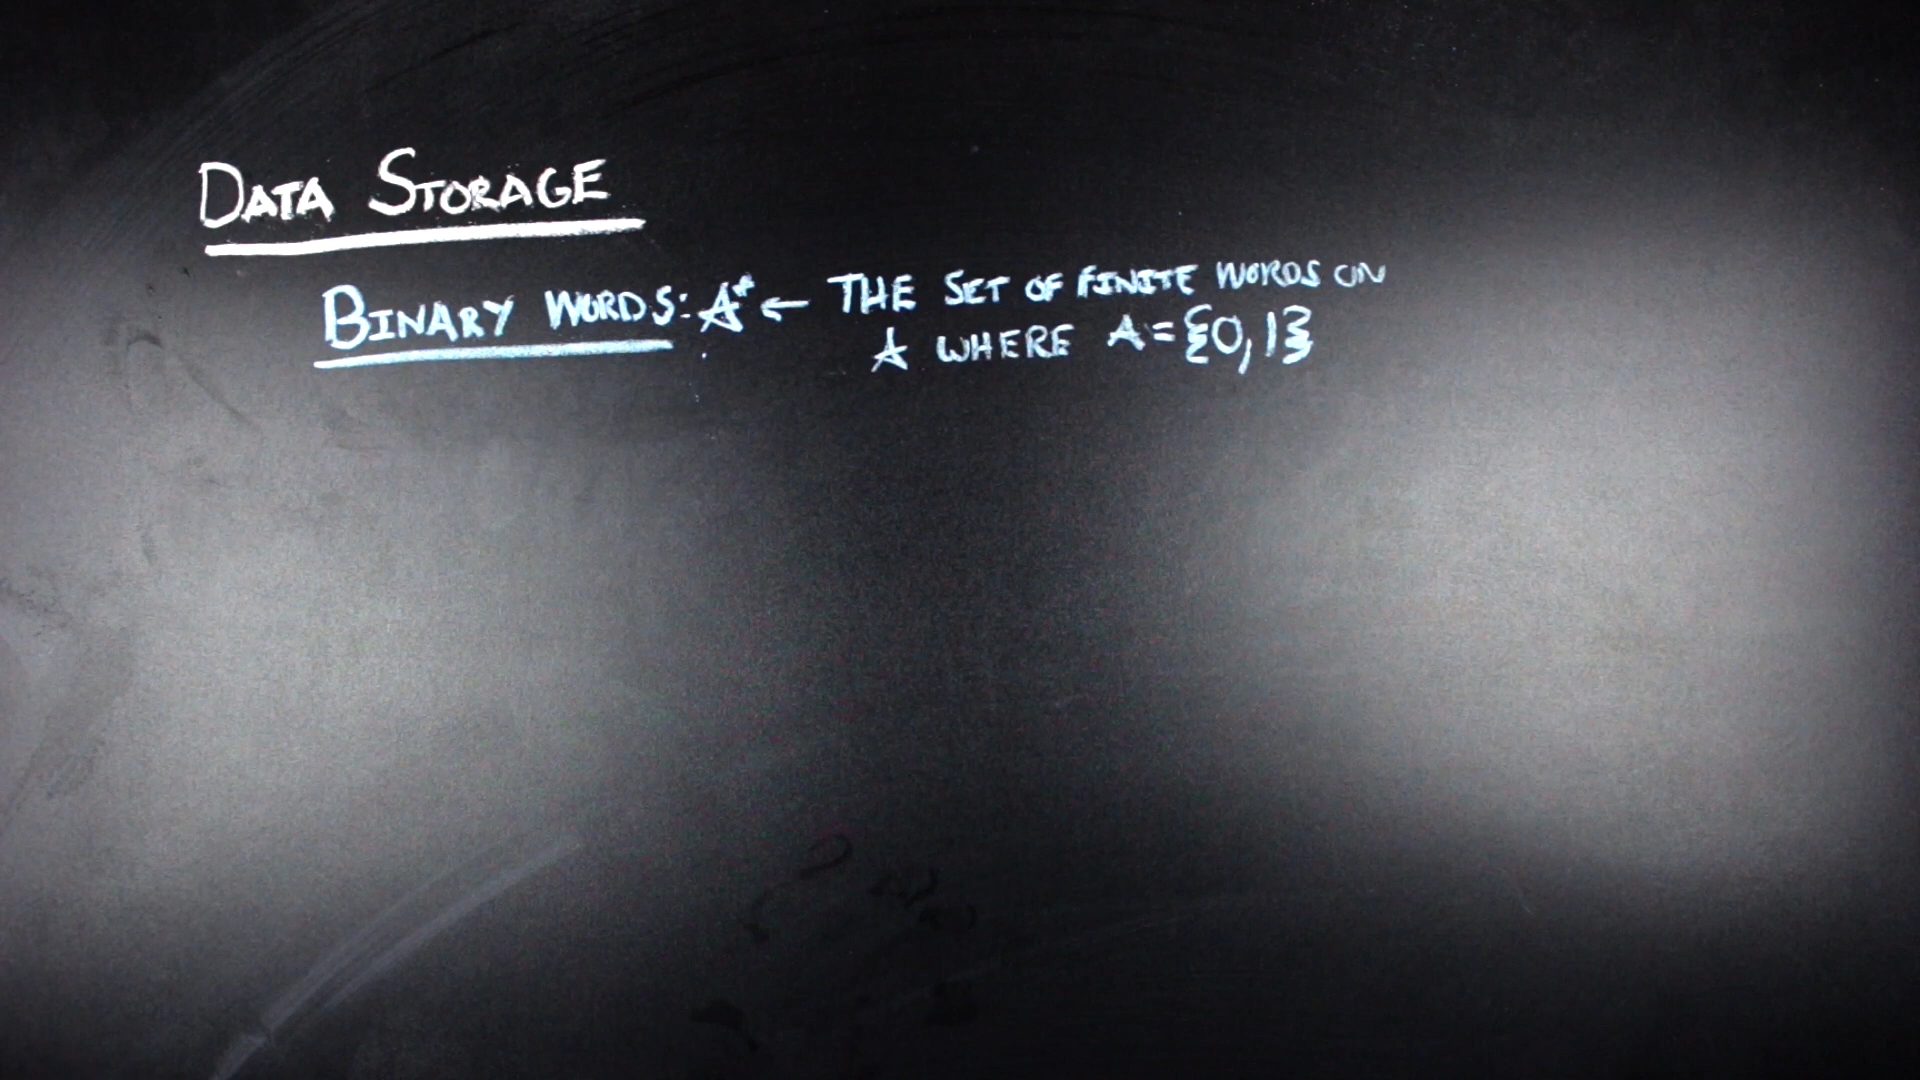 DATA STORAGE
BINARY WORDS: A* ← THE SET OF FINITE WORDS ON
A WHERE A = {0,1}